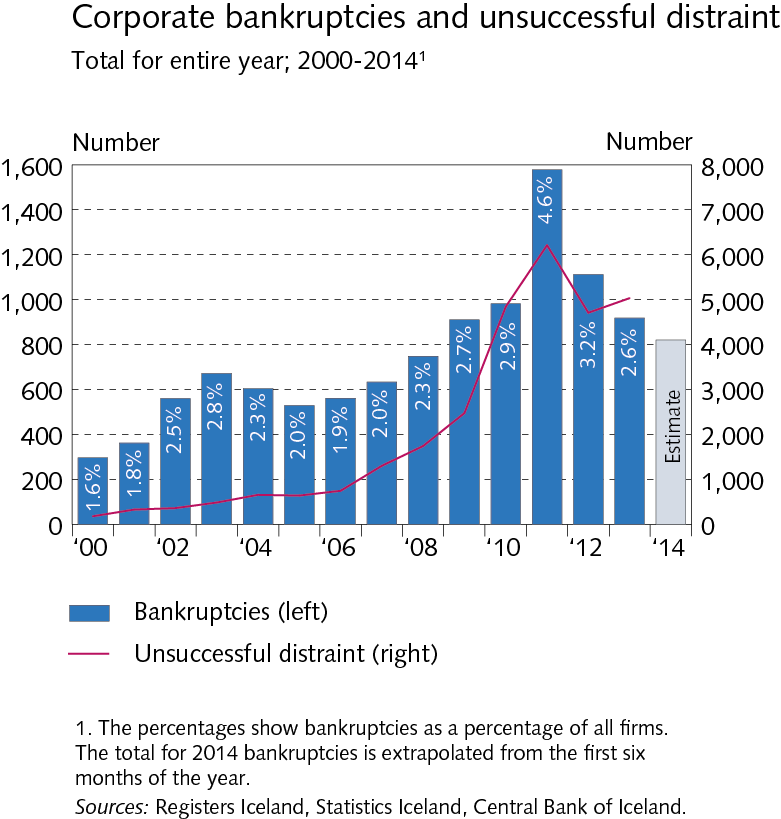 Corporate bankruptcies and unsuccessful distraint
Total for entire year; 2000-2014¹
Number Number
1,600 8,000
1,400 7,000
1,200 6,000
1,000 5,000
800 4,000
600 3,000
400 2,000
200 1,000
0 0
1.6% 1.8% 2.5% 2.8% 2.3% 2.0% 1.9% 2.0% 2.3% 2.7% 2.9% 4.6% 3.2% 2.6% Estimate
‘00 ‘02 ‘04 ‘06 ‘08 ‘10 ‘12 ‘14
Bankruptcies (left)
Unsuccessful distraint (right)
1. The percentages show bankruptcies as a percentage of all firms.
The total for 2014 bankruptcies is extrapolated from the first six
months of the year.
Sources: Registers Iceland, Statistics Iceland, Central Bank of Iceland.